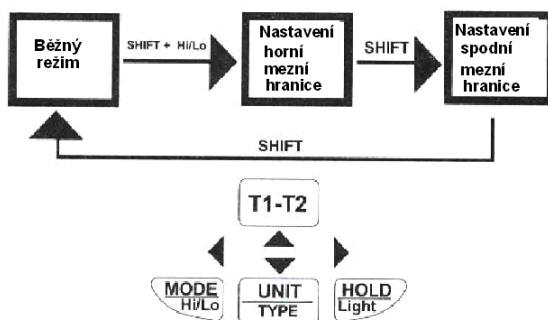 Běžný
režim
SHIFT + Hi/Lo
Nastavení
horní
mezní
hranice
SHIFT
Nastavení
spodní
mezní
hranice
SHIFT
T1-T2
MODE
Hi/Lo
UNIT
TYPE
HOLD
Light